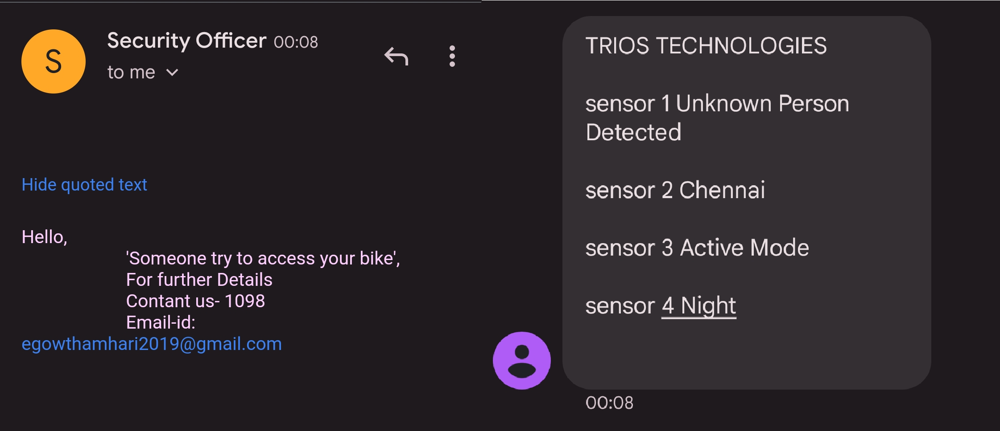 S
Security Officer 00:08
to me
Hide quoted text
Hello,
'Someone try to access your bike',
For further Details
Contant us- 1098
Email-id:
egowthamhari2019@gmail.com
TRIOS TECHNOLOGIES
sensor 1 Unknown Person
Detected
sensor 2 Chennai
sensor 3 Active Mode
sensor 4 Night
00:08